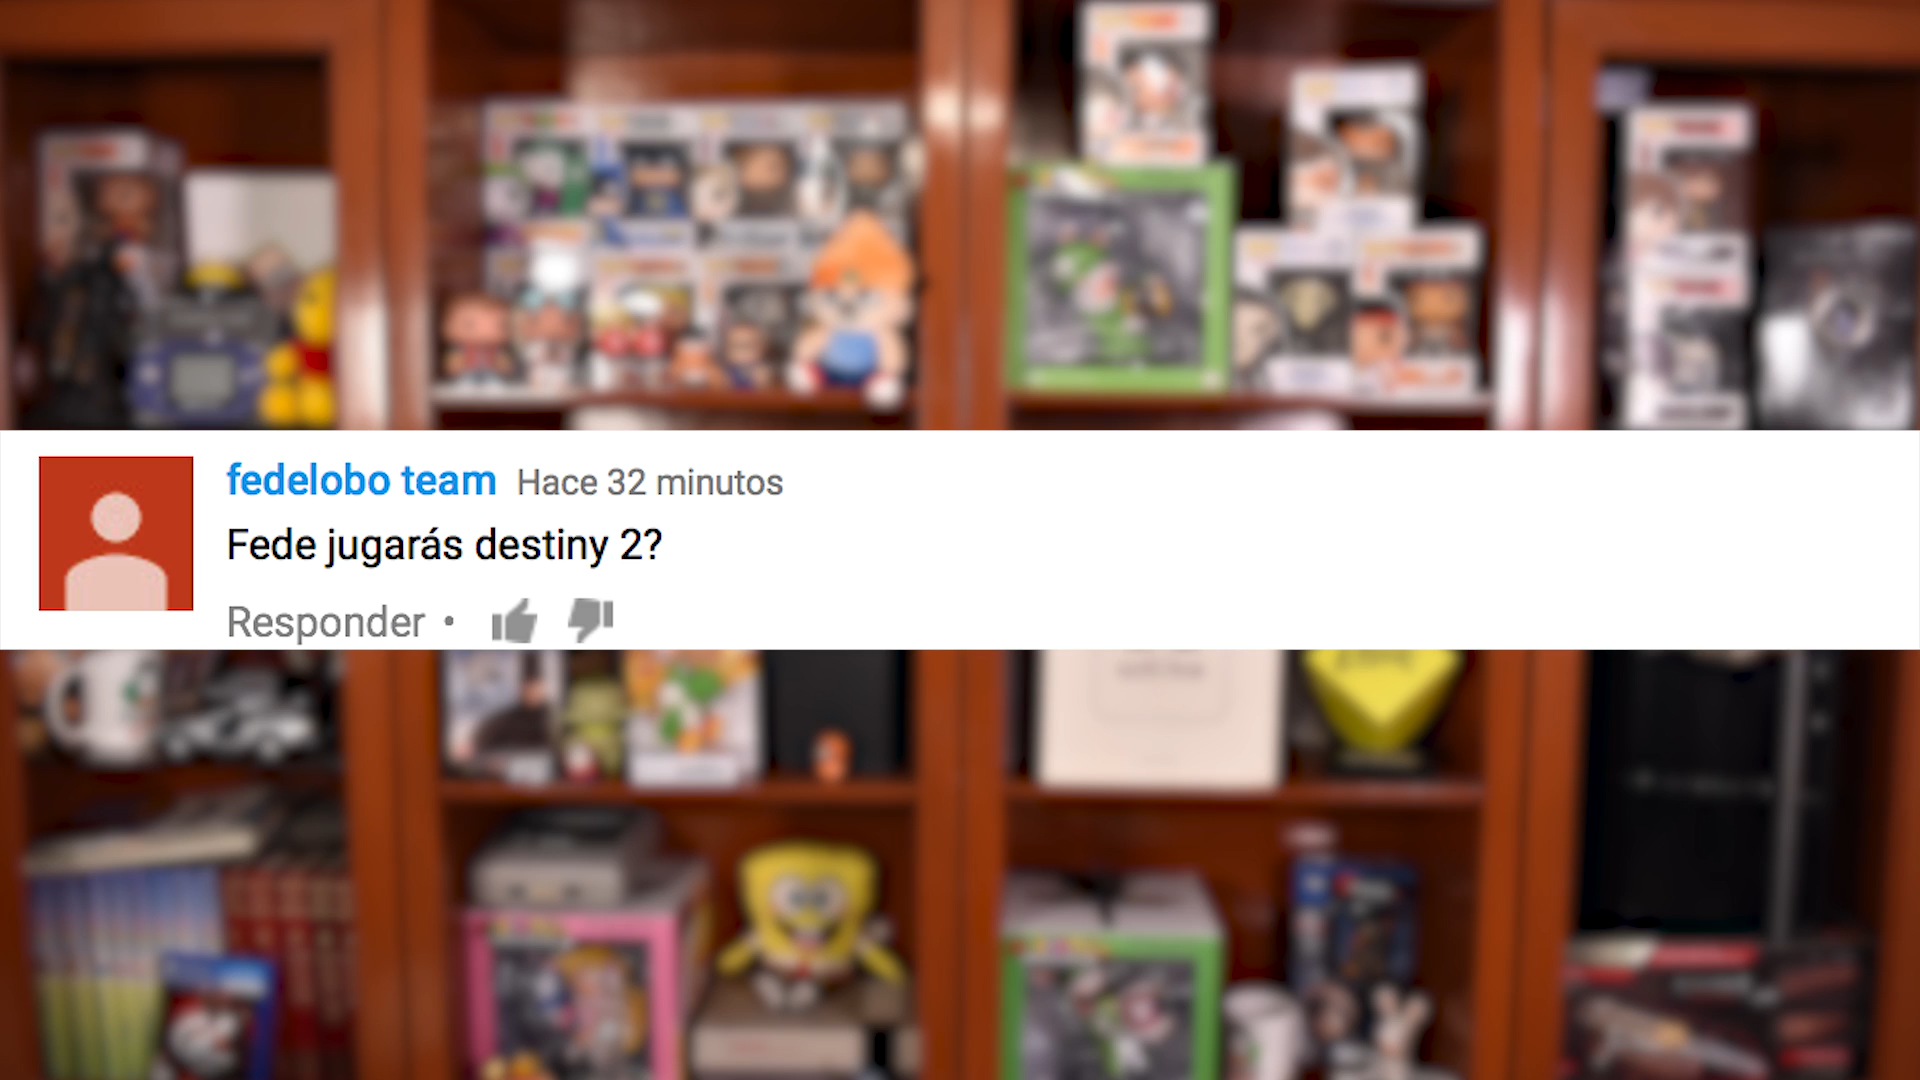 fedelobo team Hace 32 minutos
Fede jugarás destiny 2?
Responder •